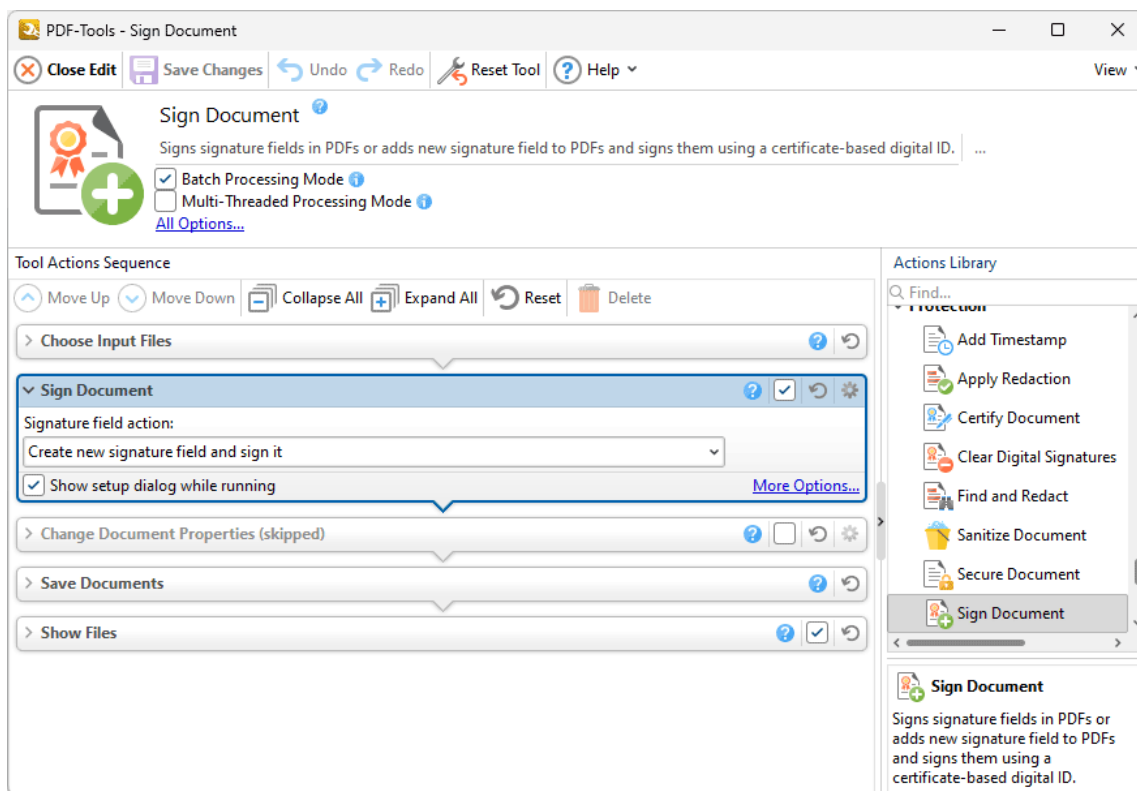 PDF-Tools - Sign Document
Close Edit Save Changes Undo Redo Reset Tool Help View
Sign Document
Signs signature fields in PDFs or adds new signature field to PDFs and signs them using a certificate-based digital ID. ...
Batch Processing Mode
Multi-Threaded Processing Mode
All Options...
Tool Actions Sequence
Move Up Move Down Collapse All Expand All Reset Delete
Choose Input Files
Sign Document
Signature field action:
Create new signature field and sign it
Show setup dialog while running More Options...
Change Document Properties (skipped)
Save Documents
Show Files
Actions Library
Find...
Protection
Add Timestamp
Apply Redaction
Certify Document
Clear Digital Signatures
Find and Redact
Sanitize Document
Secure Document
Sign Document
Sign Document
Signs signature fields in PDFs or
adds new signature field to PDFs
and signs them using a
certificate-based digital ID.